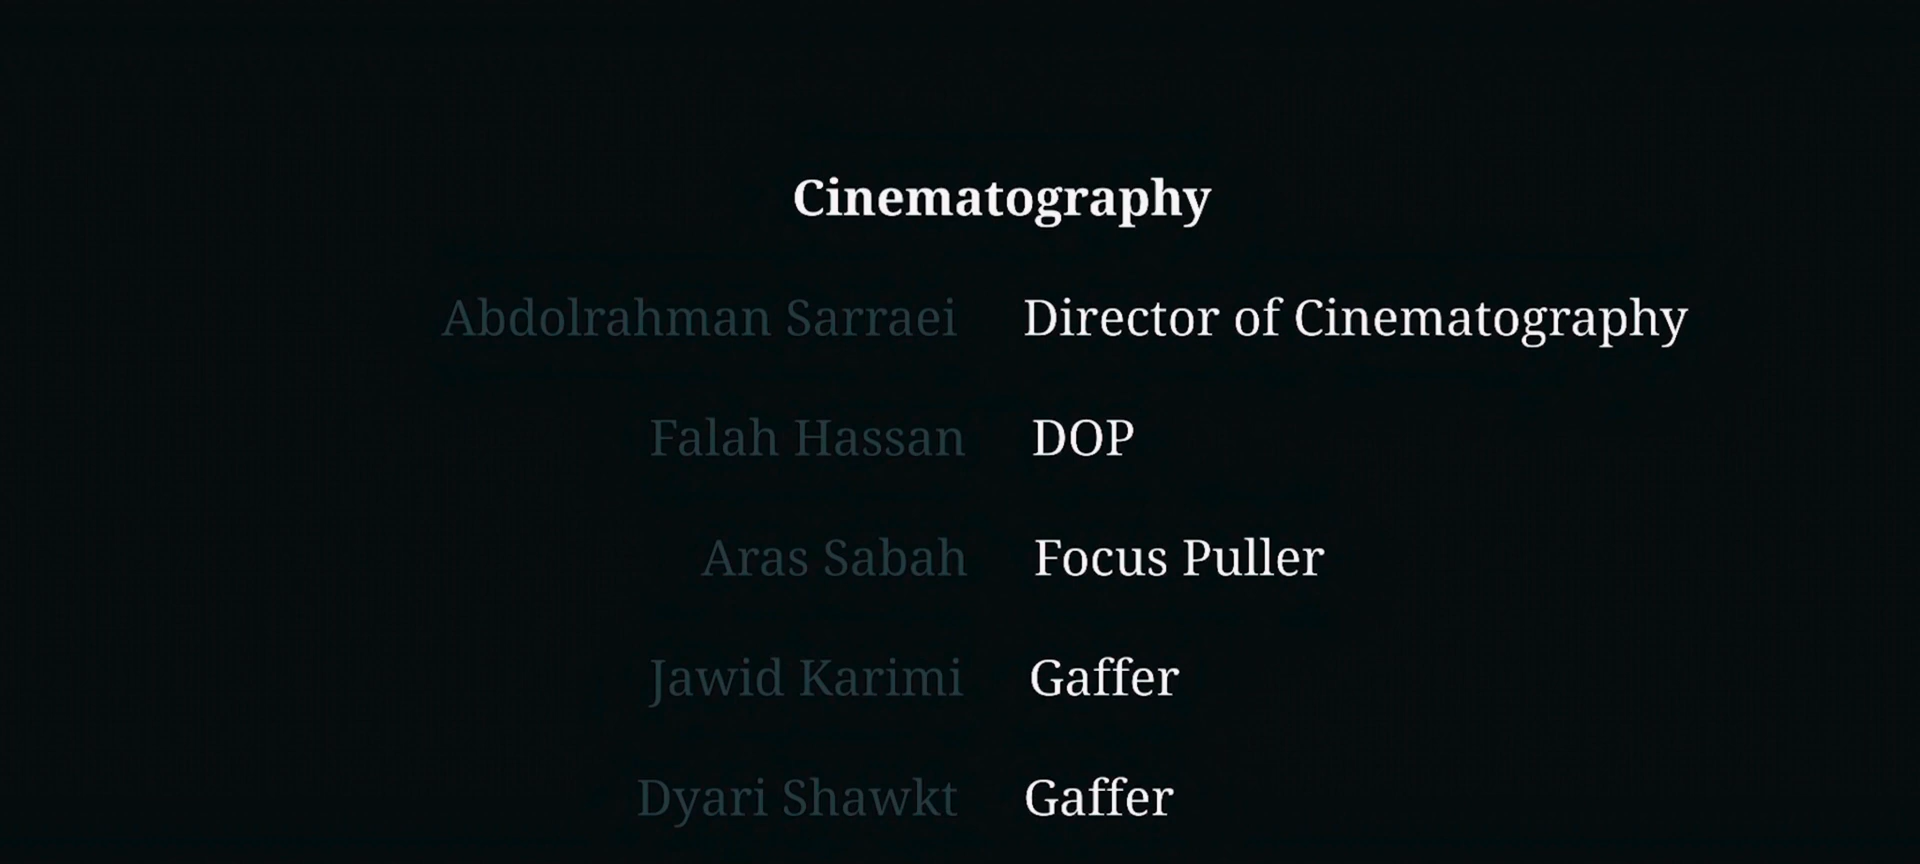 Cinematography
Abdolrahman Sarraei Director of Cinematography
Falah Hassan DOP
Aras Sabah Focus Puller
Jawid Karimi Gaffer
Dyari Shawkt Gaffer